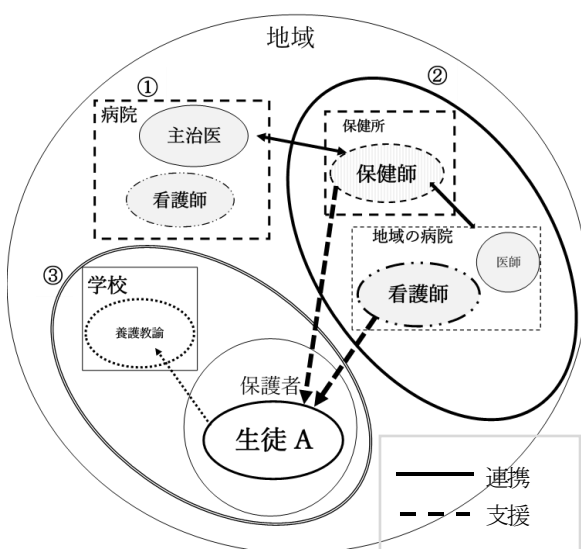 地域
①
病院
主治医
看護師
②
保健所
保健師
地域の病院
医師
看護師
③
学校
養護教諭
保護者
生徒 A
連携
支援